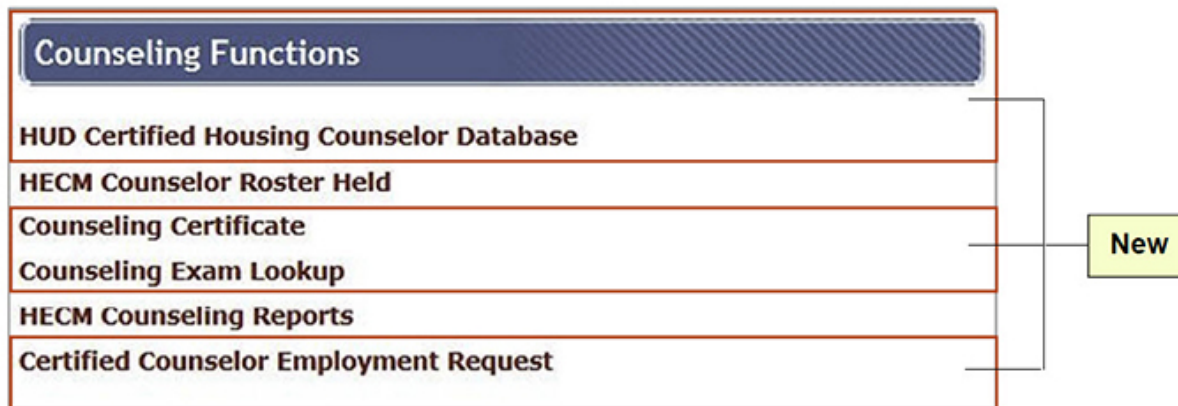 Counseling Functions
HUD Certified Housing Counselor Database
HECM Counselor Roster Held
Counseling Certificate
Counseling Exam Lookup
New
HECM Counseling Reports
Certified Counselor Employment Request